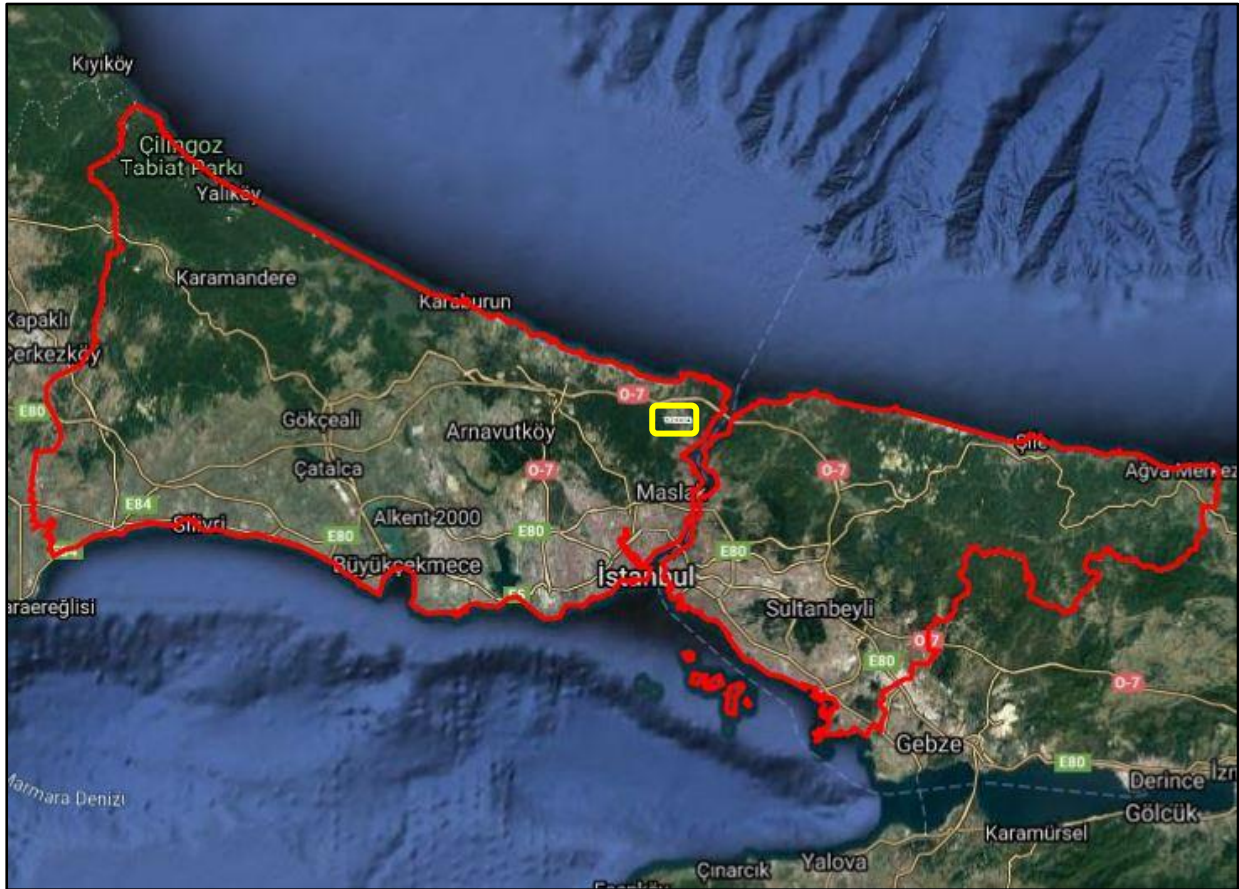 Kıyıköy
Çilingoz
Tabiat Parkı
Yalıköy
Karamandere
Karaburun
Kapaklı
Çerkezköy
O-7
E80
Gökçeali
Arnavutköy
Şile
Çatalca
O-7
O-7
Ağva Merkez
Maslak
E84
Silivri
Alkent 2000
E80
E80
E80
Büyükçekmece
İstanbul
E5
araereğlisi
Sultanbeyli
O-7
E80
O-7
Gebze
E80
Derince
İzn
Marmara Denizi
Gölcük
Karamürsel
Çınarcık
Yalova